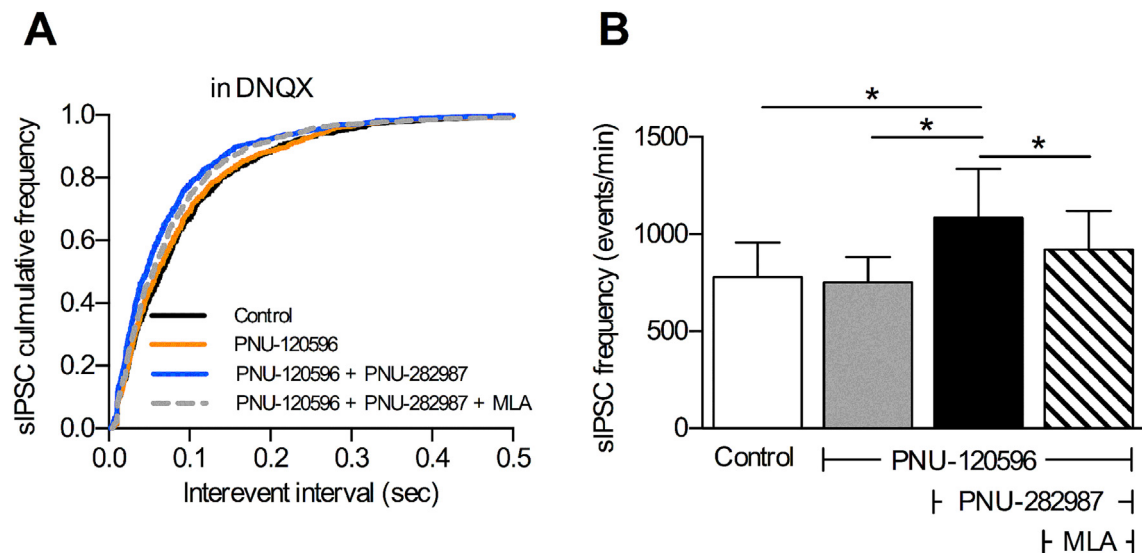 A
in DNQX
sIPSC culmulative frequency
1.0
0.8
0.6
0.4
0.2
0.0
Control
PNU-120596
PNU-120596 + PNU-282987
PNU-120596 + PNU-282987 + MLA
0.0 0.1 0.2 0.3 0.4 0.5
Interevent interval (sec)
B
* * *
sIPSC frequency (events/min)
1500
1000
500
0
Control PNU-120596
PNU-282987
MLA